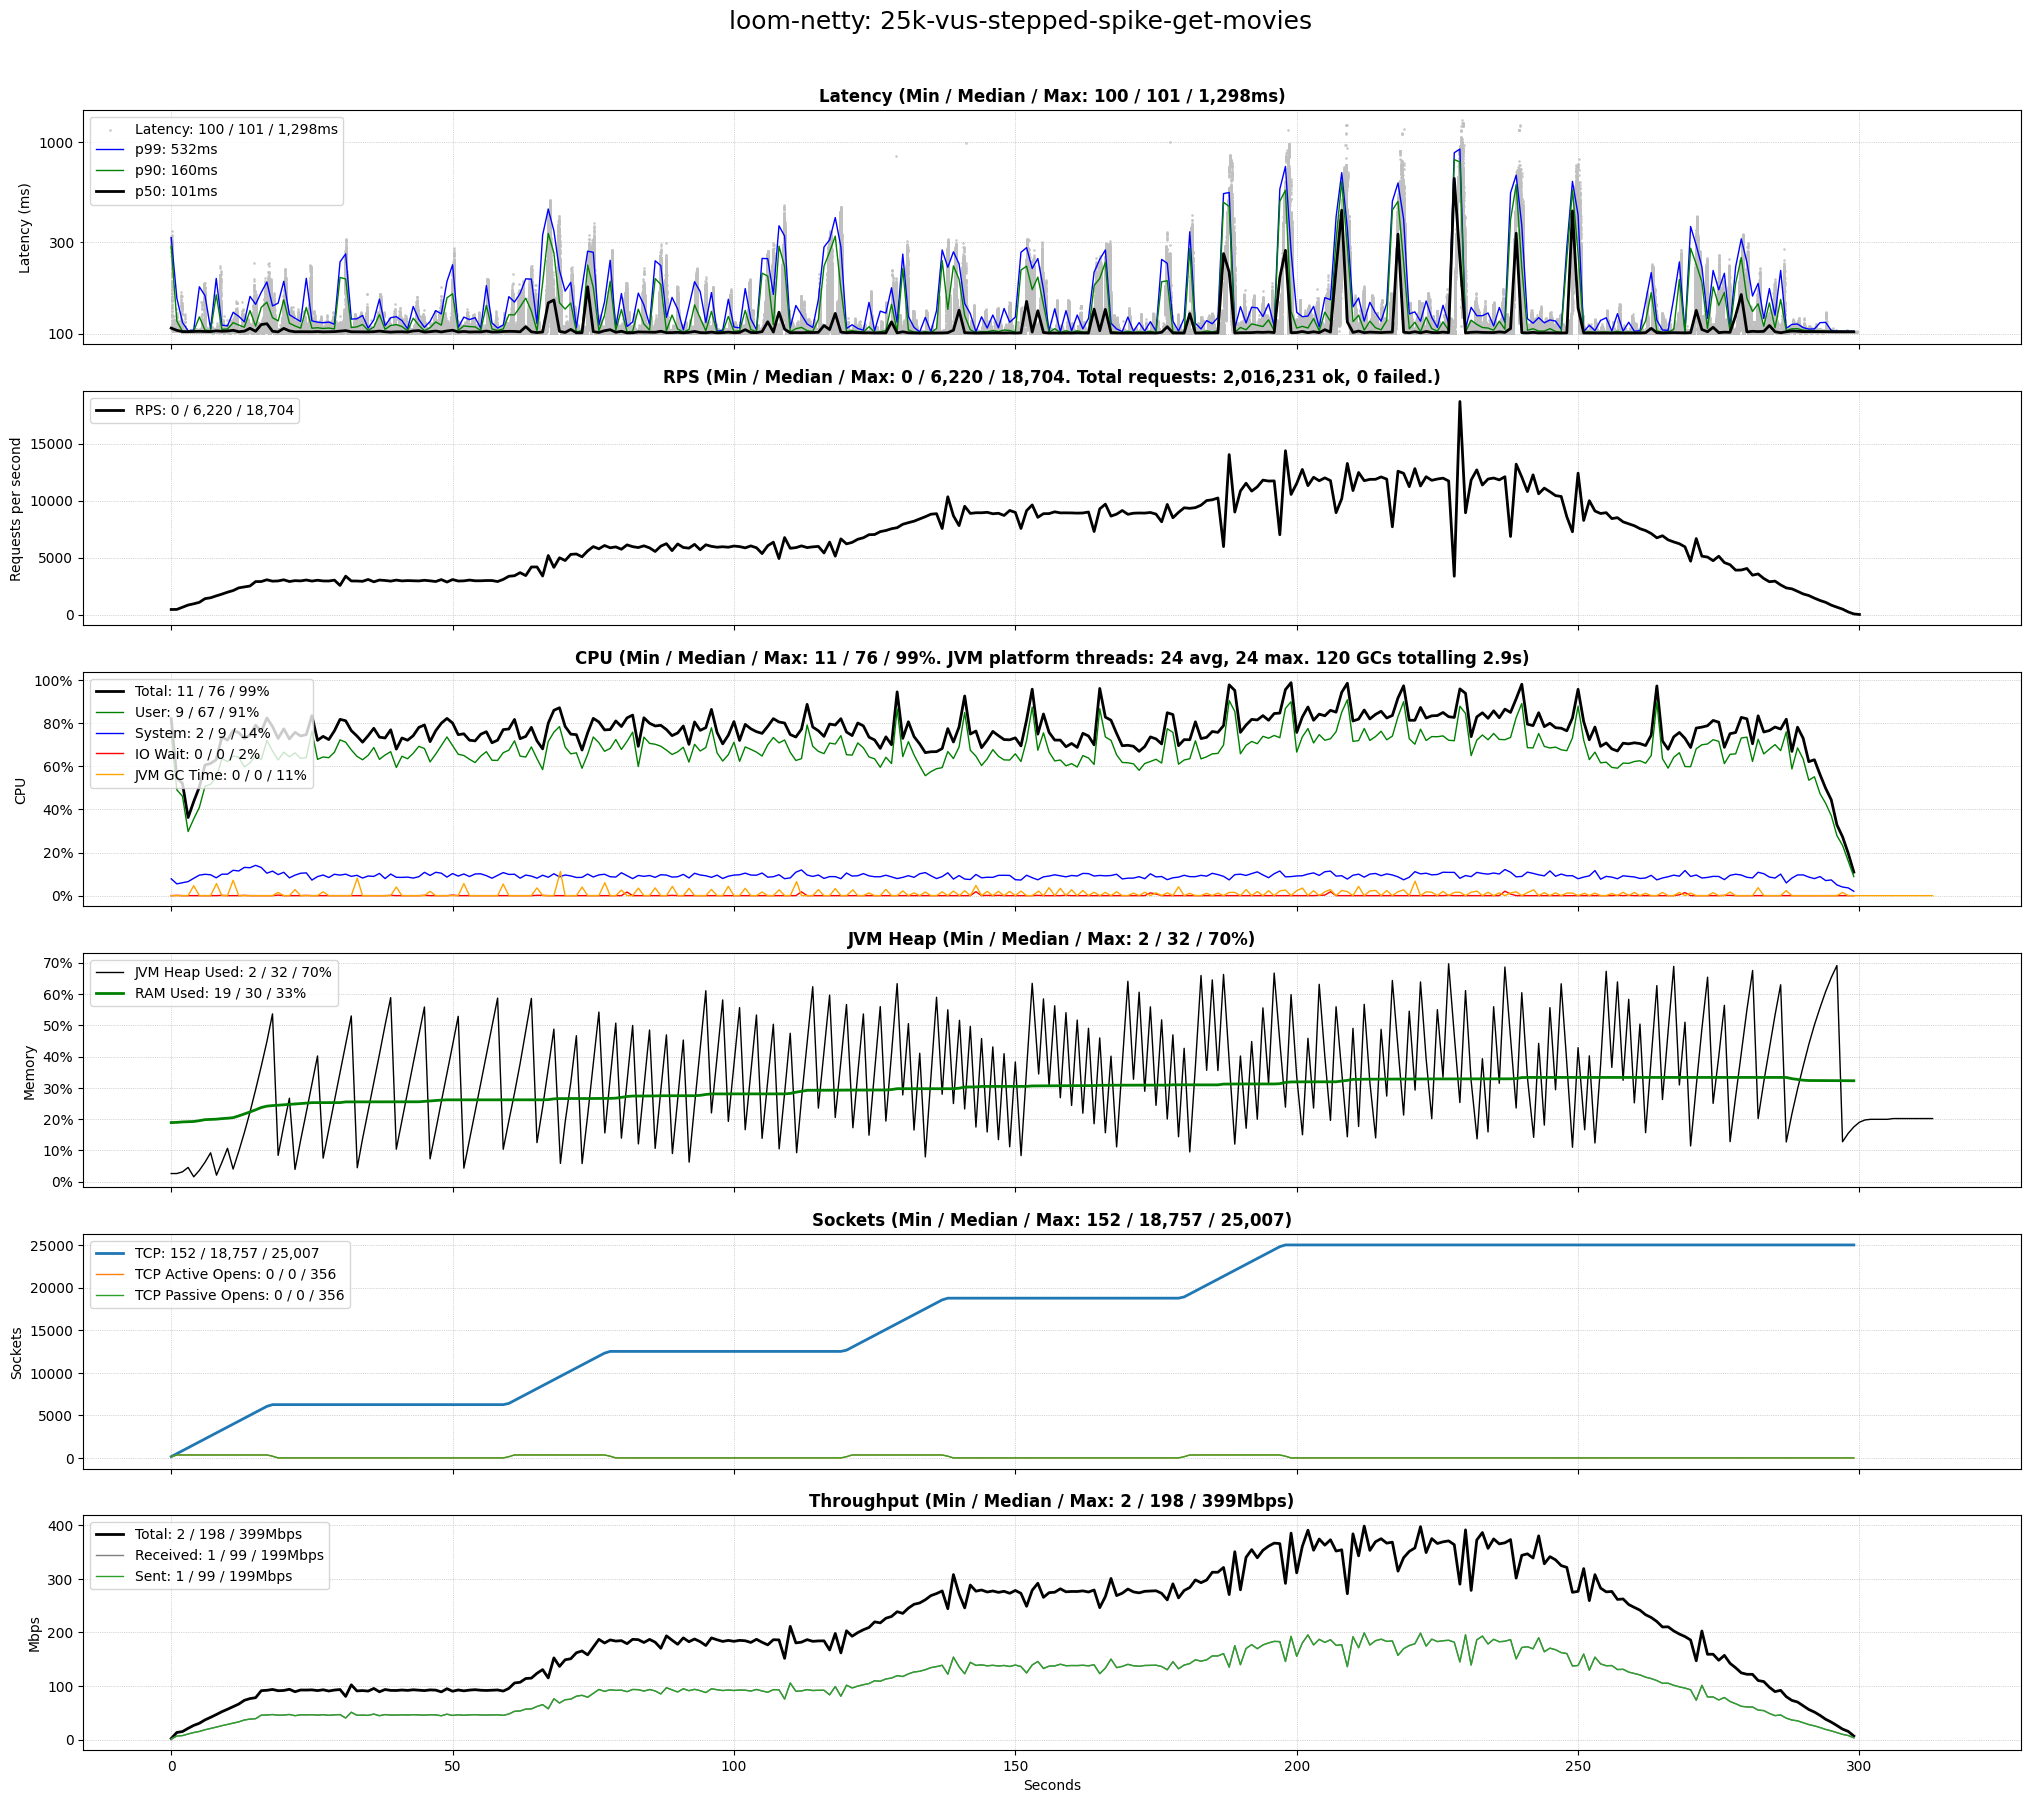 loom-netty: 25k-vus-stepped-spike-get-movies
Latency (Min / Median / Max: 100 / 101 / 1,298ms)
Latency: 100 / 101 / 1,298ms
p99: 532ms
p90: 160ms
p50: 101ms
1000
300
100
Latency (ms)
RPS (Min / Median / Max: 0 / 6,220 / 18,704. Total requests: 2,016,231 ok, 0 failed.)
RPS: 0 / 6,220 / 18,704
15000
10000
5000
0
Requests per second
CPU (Min / Median / Max: 11 / 76 / 99%. JVM platform threads: 24 avg, 24 max. 120 GCs totalling 2.9s)
Total: 11 / 76 / 99%
User: 9 / 67 / 91%
System: 2 / 9 / 14%
IO Wait: 0 / 0 / 2%
JVM GC Time: 0 / 0 / 11%
100%
80%
60%
40%
20%
0%
CPU
JVM Heap (Min / Median / Max: 2 / 32 / 70%)
JVM Heap Used: 2 / 32 / 70%
RAM Used: 19 / 30 / 33%
70%
60%
50%
40%
30%
20%
10%
0%
Memory
Sockets (Min / Median / Max: 152 / 18,757 / 25,007)
TCP: 152 / 18,757 / 25,007
TCP Active Opens: 0 / 0 / 356
TCP Passive Opens: 0 / 0 / 356
25000
20000
15000
10000
5000
0
Sockets
Throughput (Min / Median / Max: 2 / 198 / 399Mbps)
Total: 2 / 198 / 399Mbps
Received: 1 / 99 / 199Mbps
Sent: 1 / 99 / 199Mbps
400
300
200
100
0
Mbps
0 50 100 150 200 250 300
Seconds